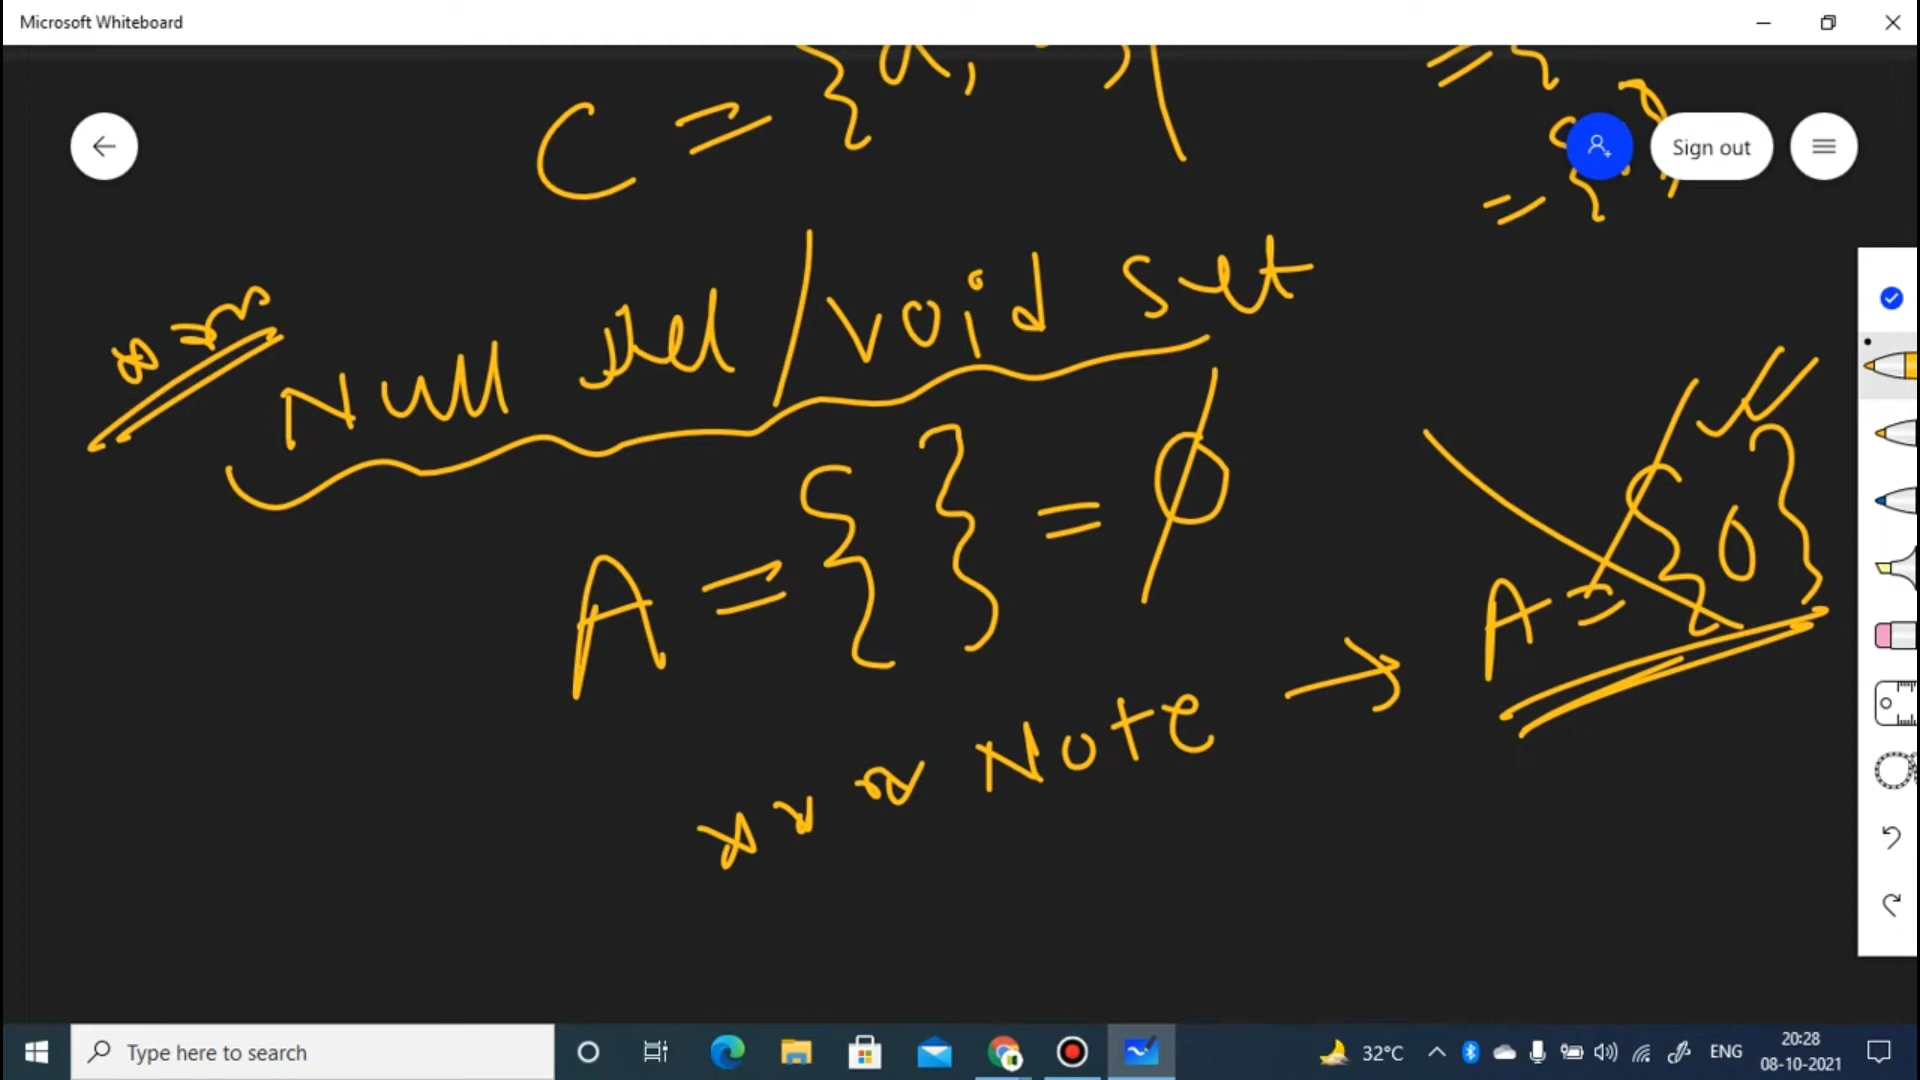 Microsoft Whiteboard
C = {a,
= {
Sign out
= {
Null set / void set
A = { } = ϕ
A = {0}
Note →
Type here to search
32°C
ENG
20:28
08-10-2021